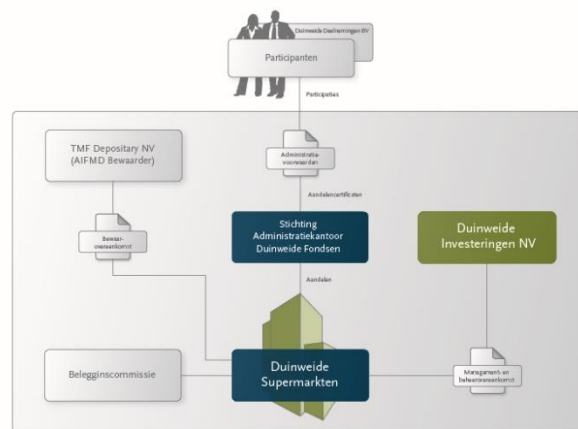 Duinweide Deelnemingen BV
Participanten
Participaties
TMF Depositary NV
(AIFMD Bewaarder)
Administratie-
voorwaarden
Aandelencertificaten
Stichting
Administratiekantoor
Duinweide Fondsen
Duinweide
Investeringen NV
Bewaar-
overeenkomst
Aandelen
Belegginscommissie
Duinweide
Supermarkten
Management- en
beheerovereenkomst